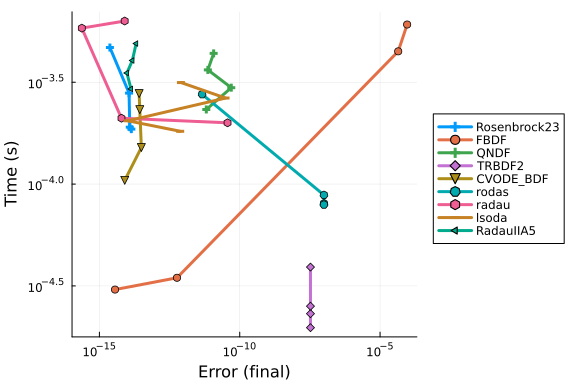 Time (s)
10⁻³·⁵
10⁻⁴·⁰
10⁻⁴·⁵
10⁻¹⁵
10⁻¹⁰
10⁻⁵
Error (final)
Rosenbrock23
FBDF
QNDF
TRBDF2
CVODE_BDF
rodas
radau
lsoda
RadauIIA5